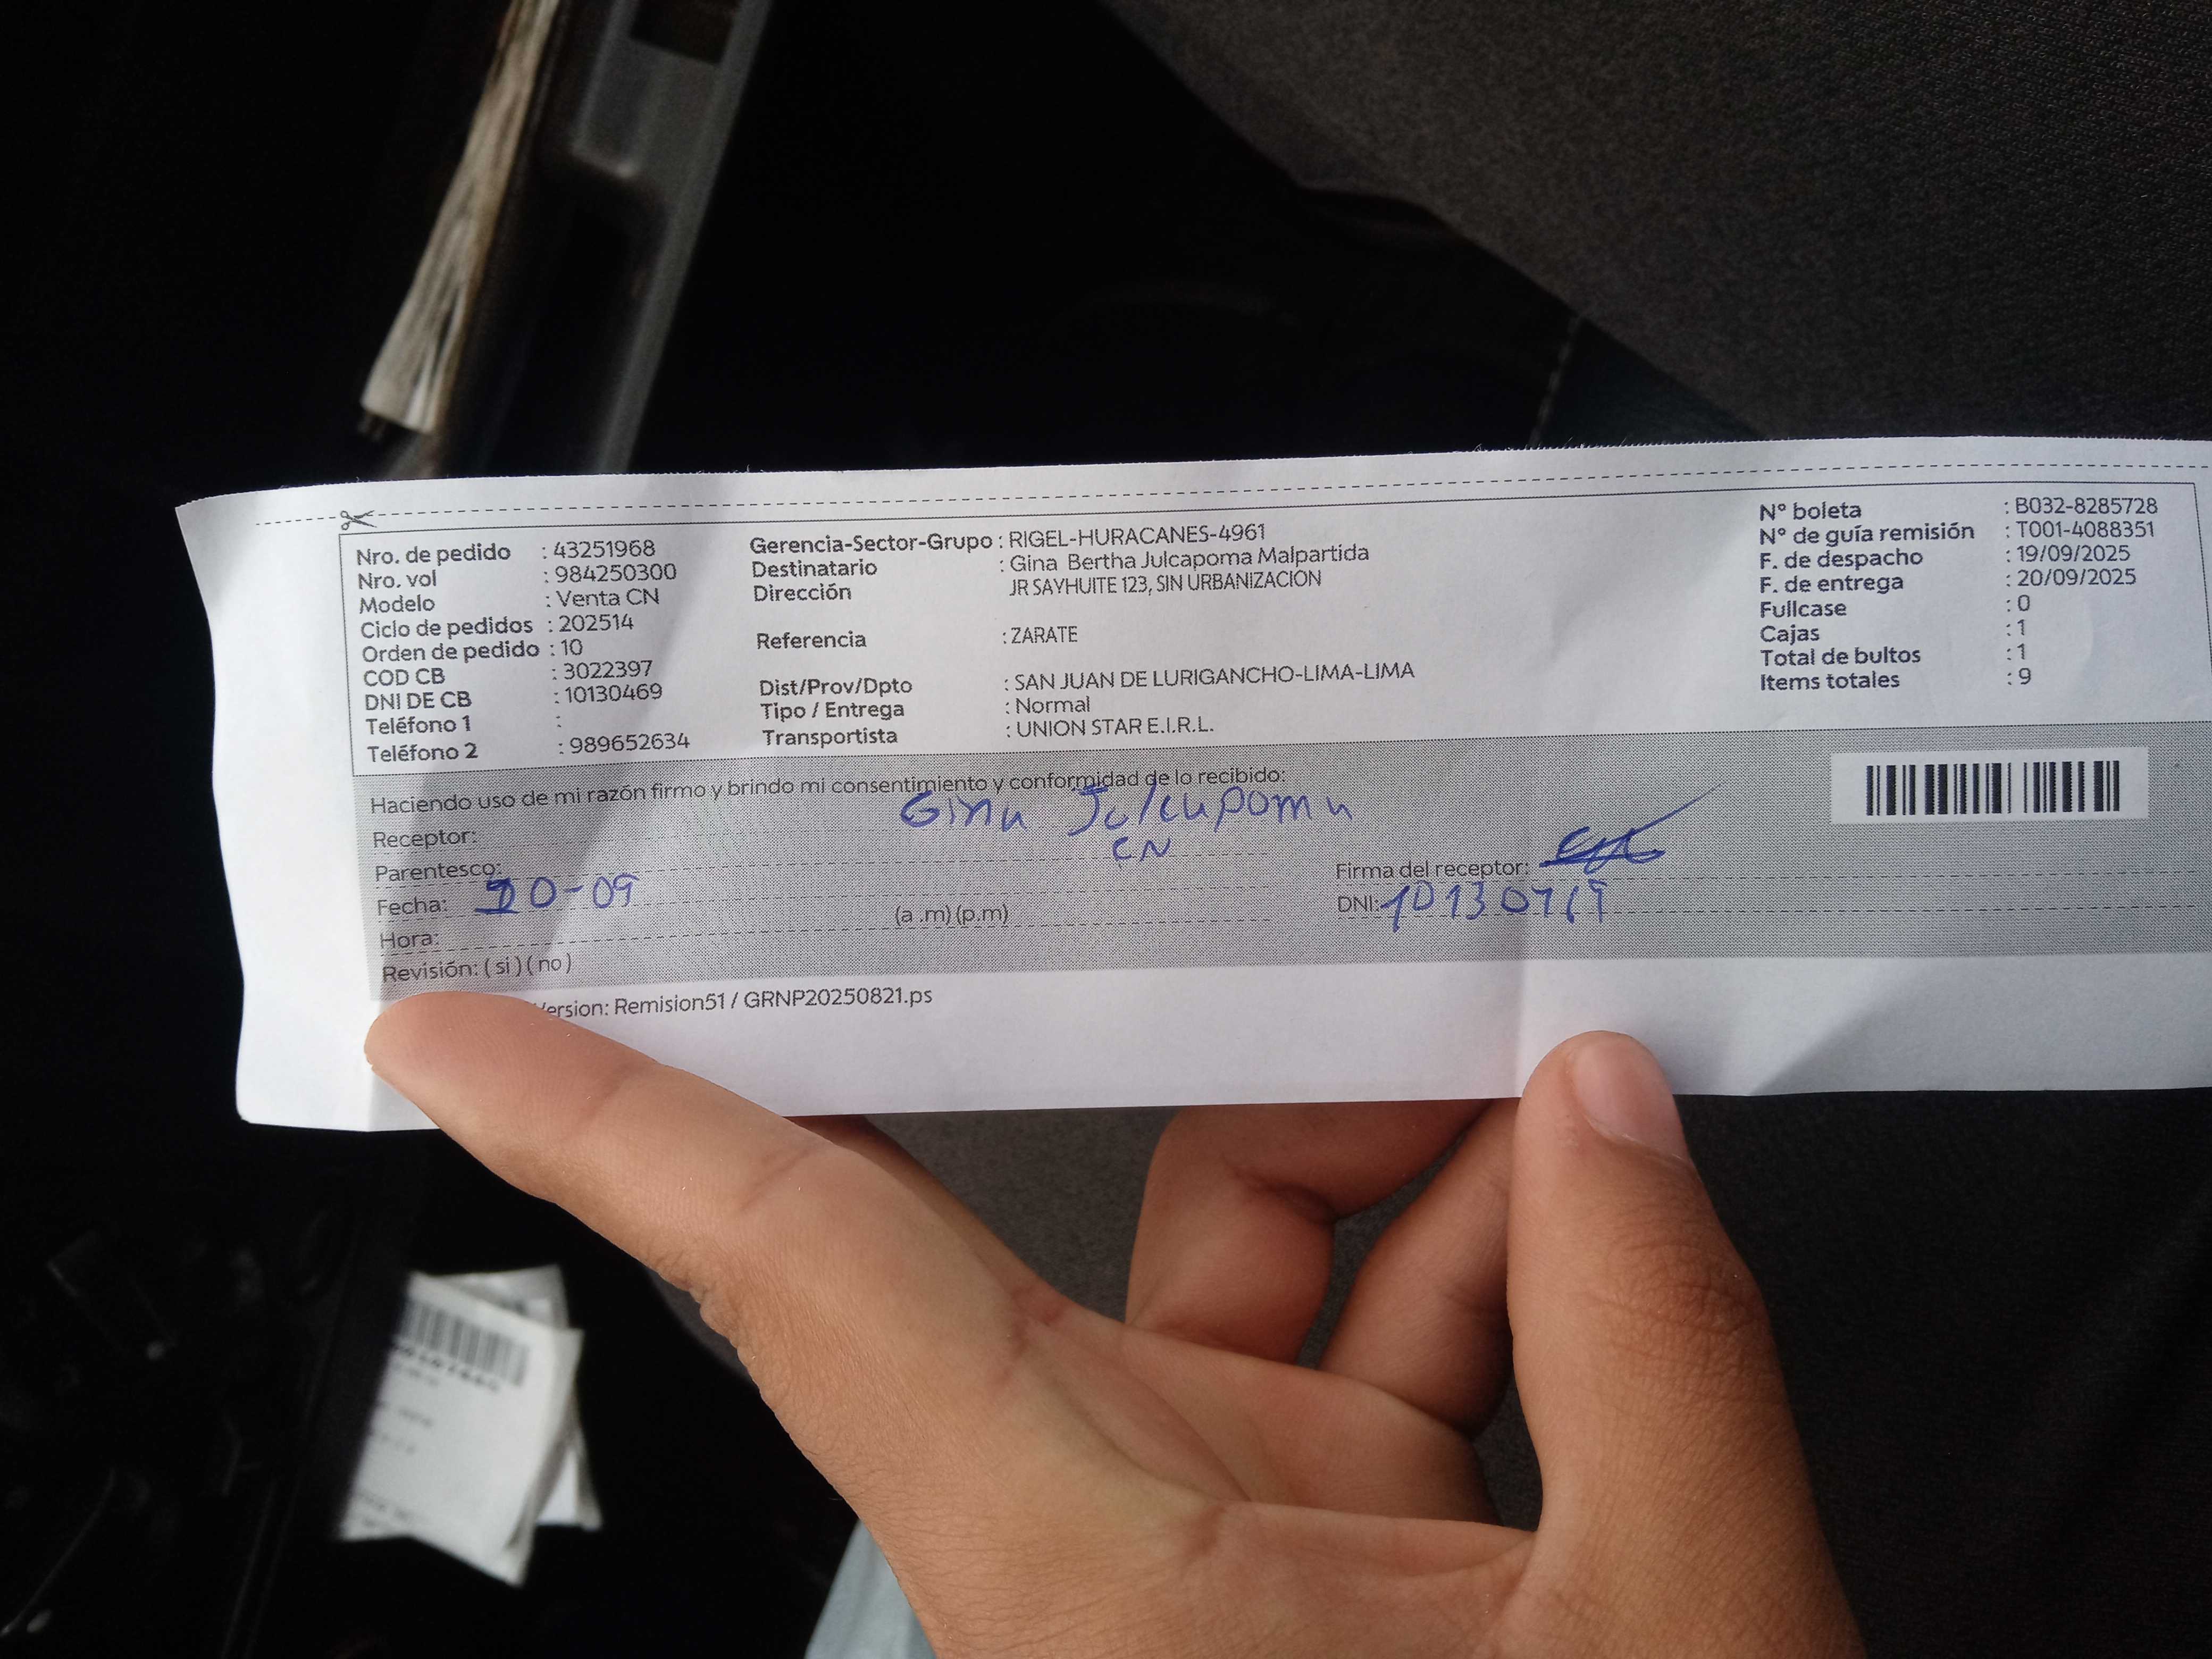 Nro. de pedido : 43251968
Nro. vol : 984250300
Modelo : Venta CN
Ciclo de pedidos : 202514
Orden de pedido : 10
COD CB : 3022397
DNI DE CB : 10130469
Teléfono 1 :
Teléfono 2 : 989652634
Gerencia-Sector-Grupo : RIGEL-HURACANES-4961
Destinatario : Gina Bertha Julcapoma Malpartida
Dirección JR SAYHUITE 123, SIN URBANIZACION
Referencia : ZARATE
Dist/Prov/Dpto : SAN JUAN DE LURIGANCHO-LIMA-LIMA
Tipo / Entrega : Normal
Transportista : UNION STAR E.I.R.L.
Nº boleta : B032-8285728
Nº de guía remisión : T001-4088351
F. de despacho : 19/09/2025
F. de entrega : 20/09/2025
Fullcase : 0
Cajas : 1
Total de bultos : 1
Items totales : 9
Haciendo uso de mi razón firmo y brindo mi consentimiento y conformidad de lo recibido:
Receptor: Gina Julcapoma
Parentesco: CN
Firma del receptor:
Fecha: 20-09
DNI:
Hora: (a .m) (p.m)
Revisión: ( si ) ( no )
Version: Remision51 / GRNP20250821.ps